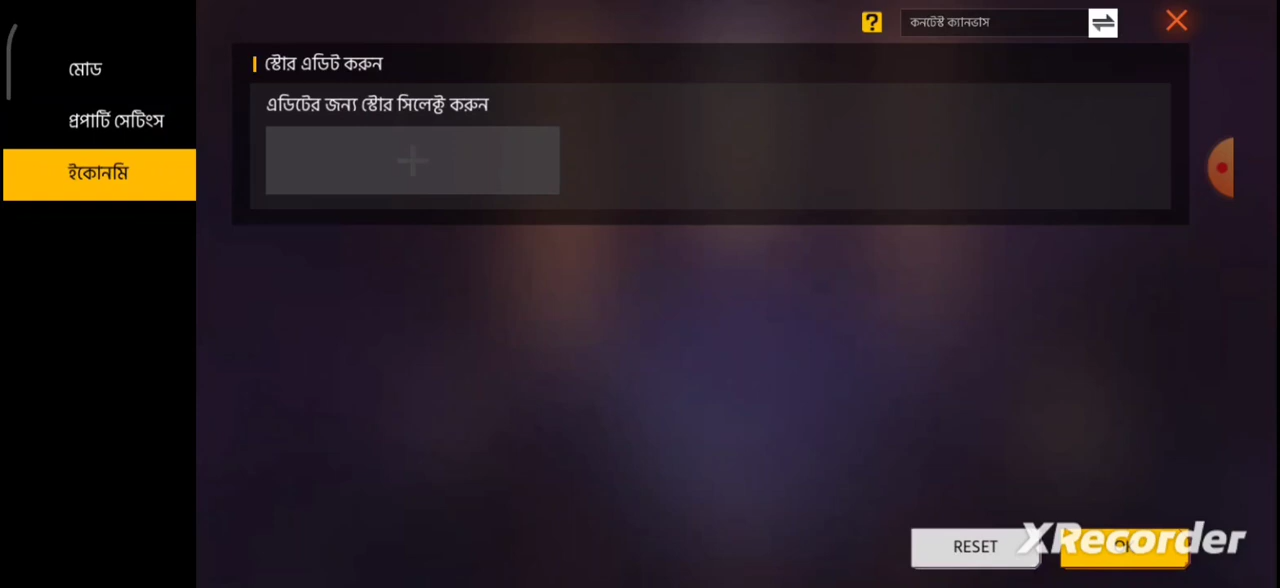 ?
কনটেস্ট ক্যানভাস
মোড
স্টোর এডিট করুন
এডিটের জন্য স্টোর সিলেক্ট করুন
প্রপার্টি সেটিংস
ইকোনমি
RESET
XRecorder